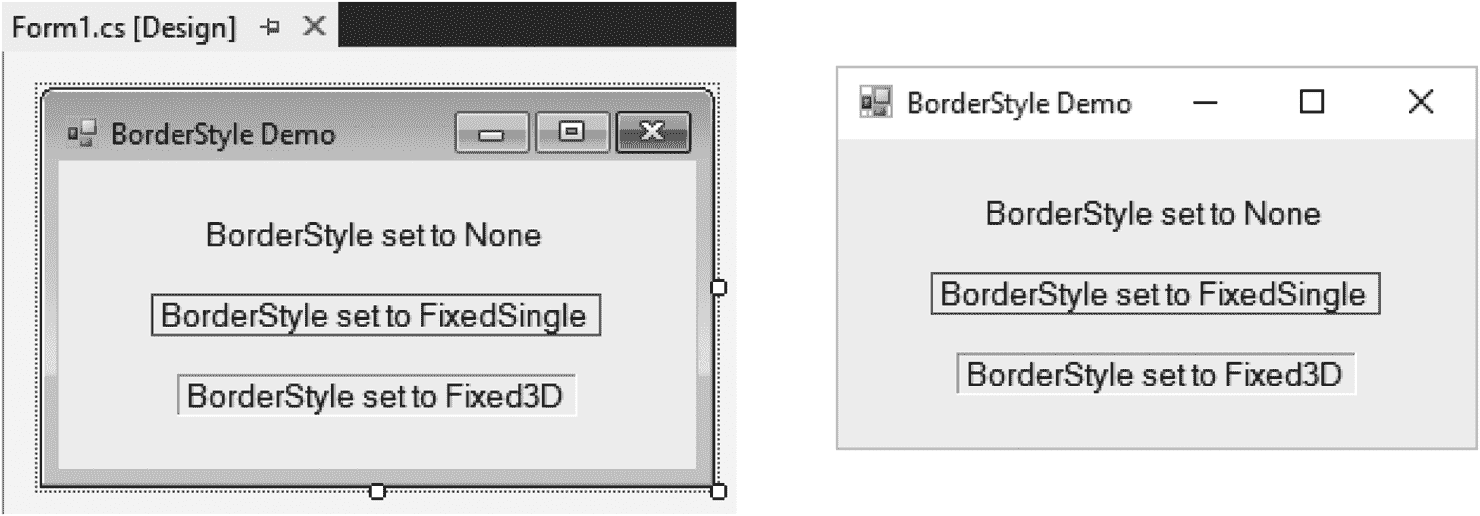 Form1.cs [Design]
BorderStyle Demo
BorderStyle set to None
BorderStyle set to FixedSingle
BorderStyle set to Fixed3D
BorderStyle Demo
BorderStyle set to None
BorderStyle set to FixedSingle
BorderStyle set to Fixed3D